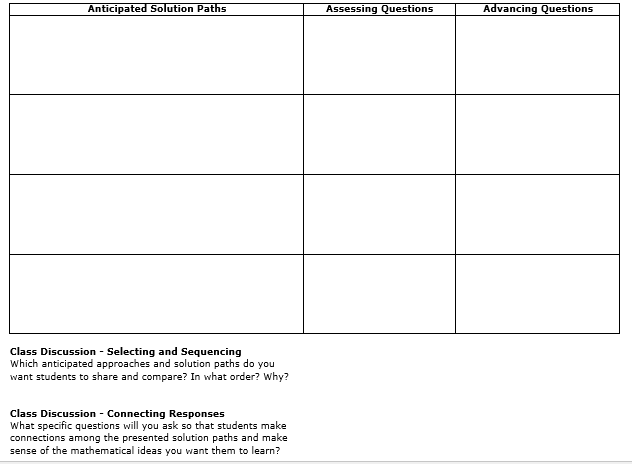 Anticipated Solution Paths Assessing Questions Advancing Questions
Class Discussion - Selecting and Sequencing
Which anticipated approaches and solution paths do you
want students to share and compare? In what order? Why?
Class Discussion - Connecting Responses
What specific questions will you ask so that students make
connections among the presented solution paths and make
sense of the mathematical ideas you want them to learn?